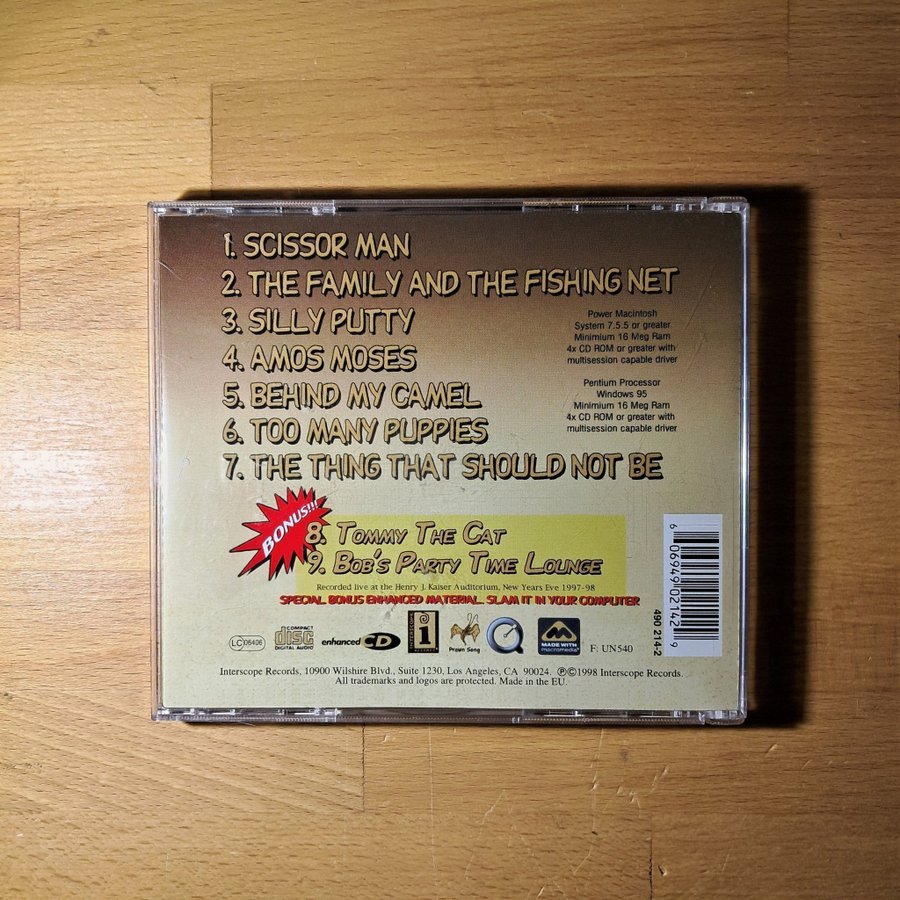 1. SCISSOR MAN
2. THE FAMILY AND THE FISHING NET
3. SILLY PUTTY
4. AMOS MOSES
5. BEHIND MY CAMEL
6. TOO MANY PUPPIES
7. THE THING THAT SHOULD NOT BE
Power Macintosh
System 7.5.5 or greater
Minimium 16 Meg Ram
4x CD ROM or greater with
multisession capable driver
Pentium Processor
Windows 95
Minimium 16 Meg Ram
4x CD ROM or greater with
multisession capable driver
BONUS!!!
8. TOMMY THE CAT
9. BOB'S PARTY TIME LOUNGE
Recorded live at the Henry J. Kaiser Auditorium, New Years Eve 1997-98
SPECIAL BONUS ENHANCED MATERIAL. SLAM IT IN YOUR COMPUTER
6 06949 02142 9
490 214-2
LC 06406
COMPACT disc DIGITAL AUDIO
enhanced CD
INTERSCOPE RECORDS i
Prawn Song
MADE WITH macromedia
F: UN540
Interscope Records, 10900 Wilshire Blvd., Suite 1230, Los Angeles, CA 90024. ℗©1998 Interscope Records.
All trademarks and logos are protected. Made in the EU.